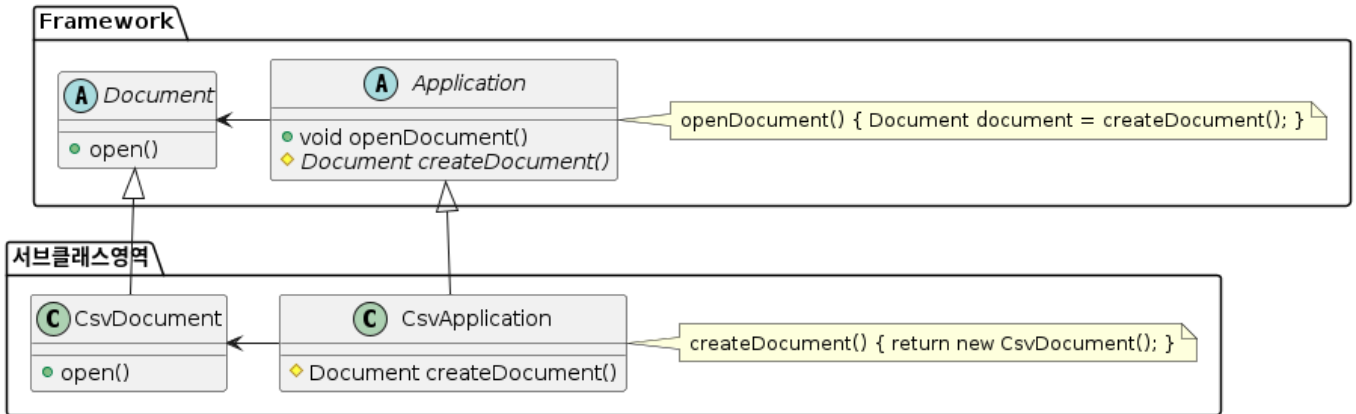 Framework
A Document
open()
A Application
void openDocument()
Document createDocument()
openDocument() { Document document = createDocument(); }
서브클래스영역
C CsvDocument
open()
C CsvApplication
Document createDocument()
createDocument() { return new CsvDocument(); }